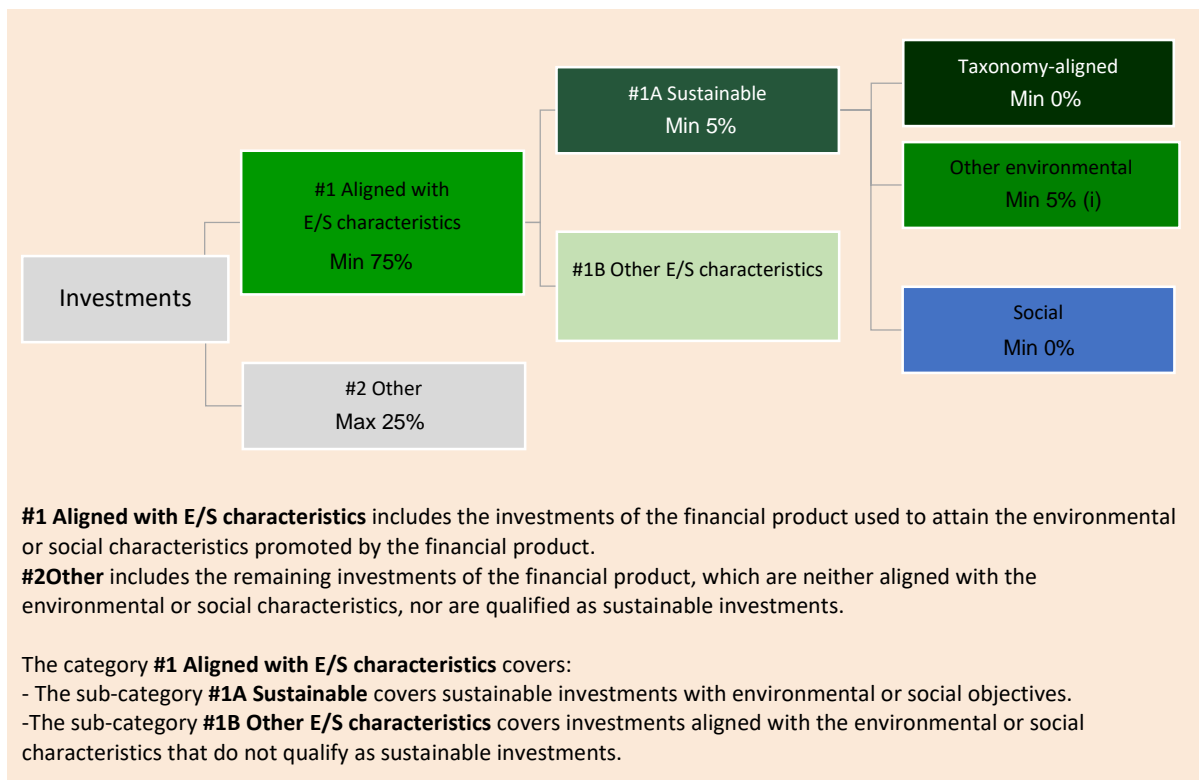 Investments
#1 Aligned with
E/S characteristics
Min 75%
#2 Other
Max 25%
#1A Sustainable
Min 5%
#1B Other E/S characteristics
Taxonomy-aligned
Min 0%
Other environmental
Min 5% (i)
Social
Min 0%
#1 Aligned with E/S characteristics includes the investments of the financial product used to attain the environmental
or social characteristics promoted by the financial product.
#2Other includes the remaining investments of the financial product, which are neither aligned with the
environmental or social characteristics, nor are qualified as sustainable investments.
The category #1 Aligned with E/S characteristics covers:
- The sub-category #1A Sustainable covers sustainable investments with environmental or social objectives.
-The sub-category #1B Other E/S characteristics covers investments aligned with the environmental or social
characteristics that do not qualify as sustainable investments.